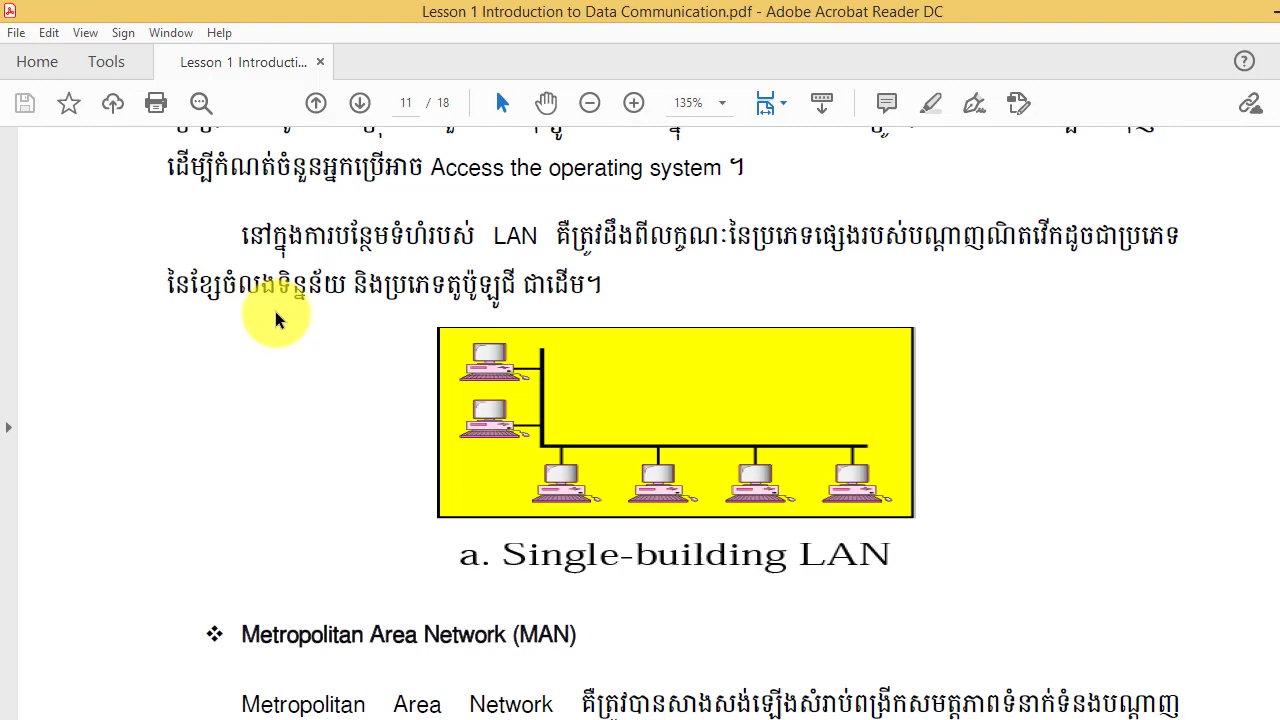 Lesson 1 Introduction to Data Communication.pdf - Adobe Acrobat Reader DC
File Edit View Sign Window Help
Home Tools Lesson 1 Introducti... ×
11 / 18 135%
ដើម្បីកំណត់ចំនួនអ្នកប្រើអាច Access the operating system ។
នៅក្នុងការបន្ថែមទំហំរបស់ LAN គឺត្រូវដឹងពីលក្ខណៈនៃប្រភេទផ្សេងរបស់បណ្តាញណិតវើកដូចជាប្រភេទ
នៃខ្សែចំលងទិន្នន័យ និងប្រភេទតូប៉ូឡូជី ជាដើម។
a. Single-building LAN
❖ Metropolitan Area Network (MAN)
Metropolitan Area Network គឺត្រូវបានសាងសង់ឡើងសំរាប់ពង្រីកសមត្តភាពទំនាក់ទំនងបណ្តាញ